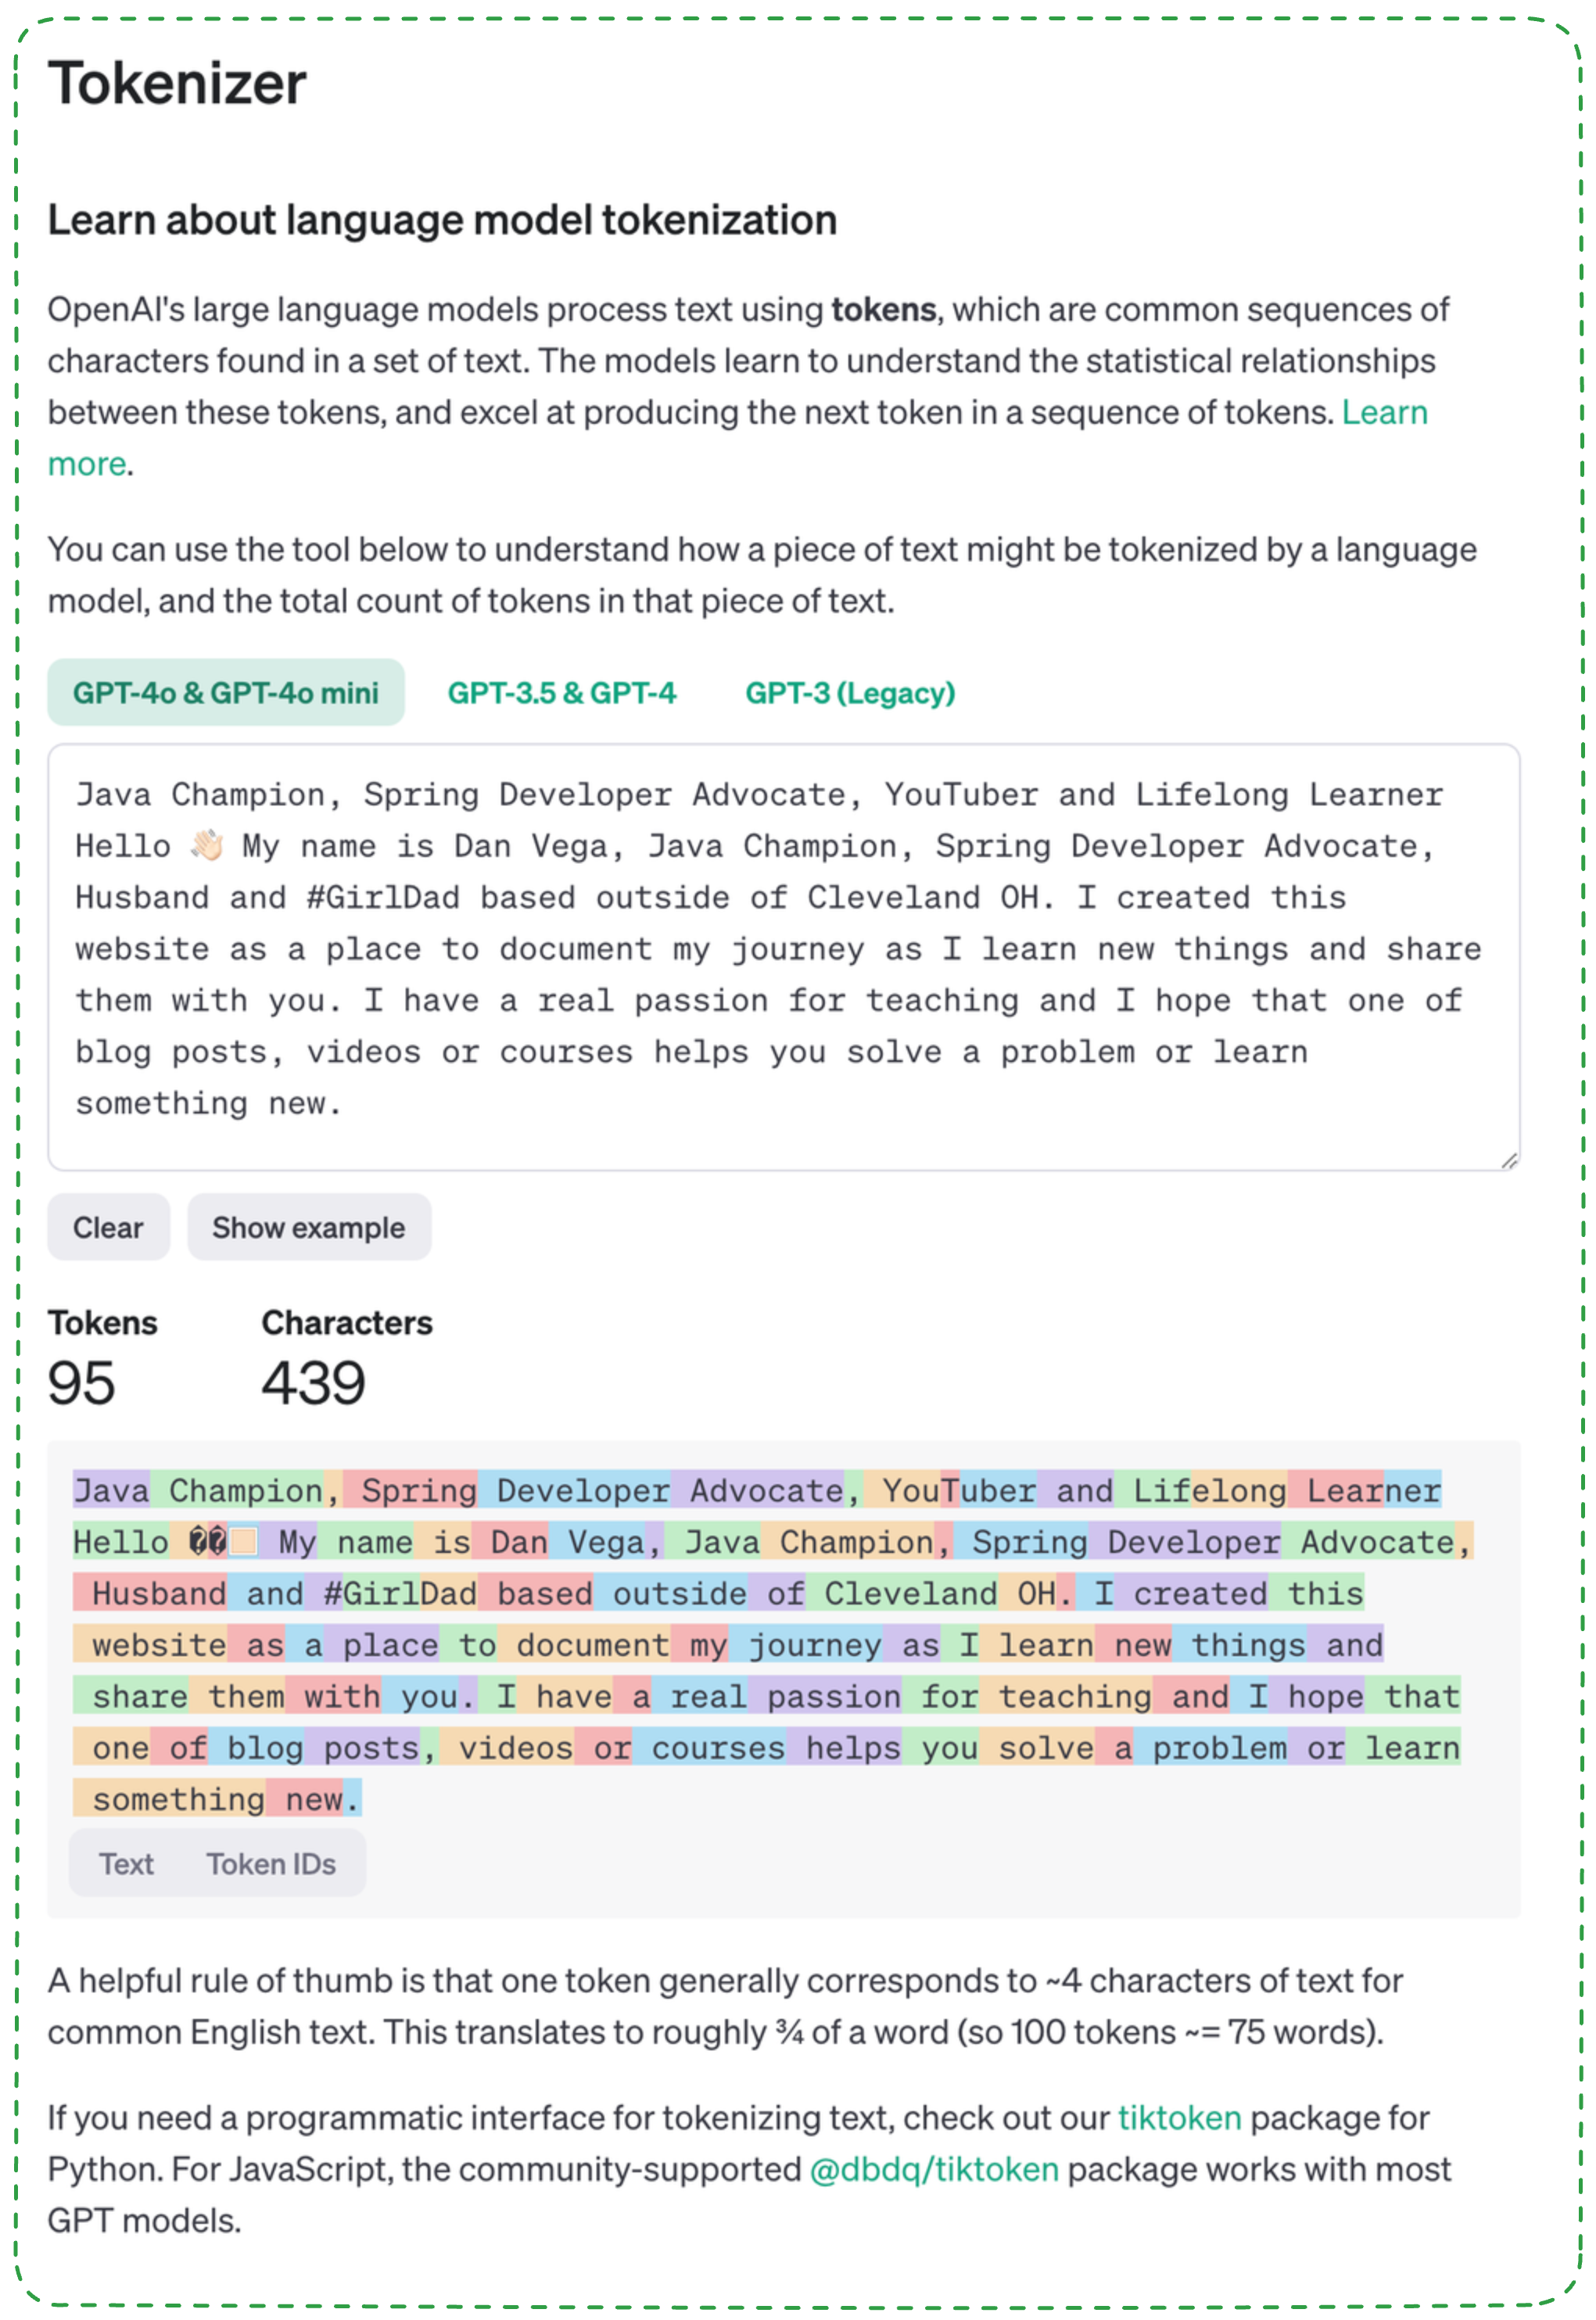 Tokenizer
Learn about language model tokenization
OpenAI's large language models process text using tokens, which are common sequences of
characters found in a set of text. The models learn to understand the statistical relationships
between these tokens, and excel at producing the next token in a sequence of tokens. Learn
more.
You can use the tool below to understand how a piece of text might be tokenized by a language
model, and the total count of tokens in that piece of text.
GPT-4o & GPT-4o mini GPT-3.5 & GPT-4 GPT-3 (Legacy)
Java Champion, Spring Developer Advocate, YouTuber and Lifelong Learner
Hello 👋🏻 My name is Dan Vega, Java Champion, Spring Developer Advocate,
Husband and #GirlDad based outside of Cleveland OH. I created this
website as a place to document my journey as I learn new things and share
them with you. I have a real passion for teaching and I hope that one of
blog posts, videos or courses helps you solve a problem or learn
something new.
Clear Show example
Tokens Characters
95 439
Java Champion, Spring Developer Advocate, YouTuber and Lifelong Learner
Hello ��🏻 My name is Dan Vega, Java Champion, Spring Developer Advocate,
Husband and #GirlDad based outside of Cleveland OH. I created this
website as a place to document my journey as I learn new things and
share them with you. I have a real passion for teaching and I hope that
one of blog posts, videos or courses helps you solve a problem or learn
something new.
Text Token IDs
A helpful rule of thumb is that one token generally corresponds to ~4 characters of text for
common English text. This translates to roughly ¾ of a word (so 100 tokens ~= 75 words).
If you need a programmatic interface for tokenizing text, check out our tiktoken package for
Python. For JavaScript, the community-supported @dbdq/tiktoken package works with most
GPT models.